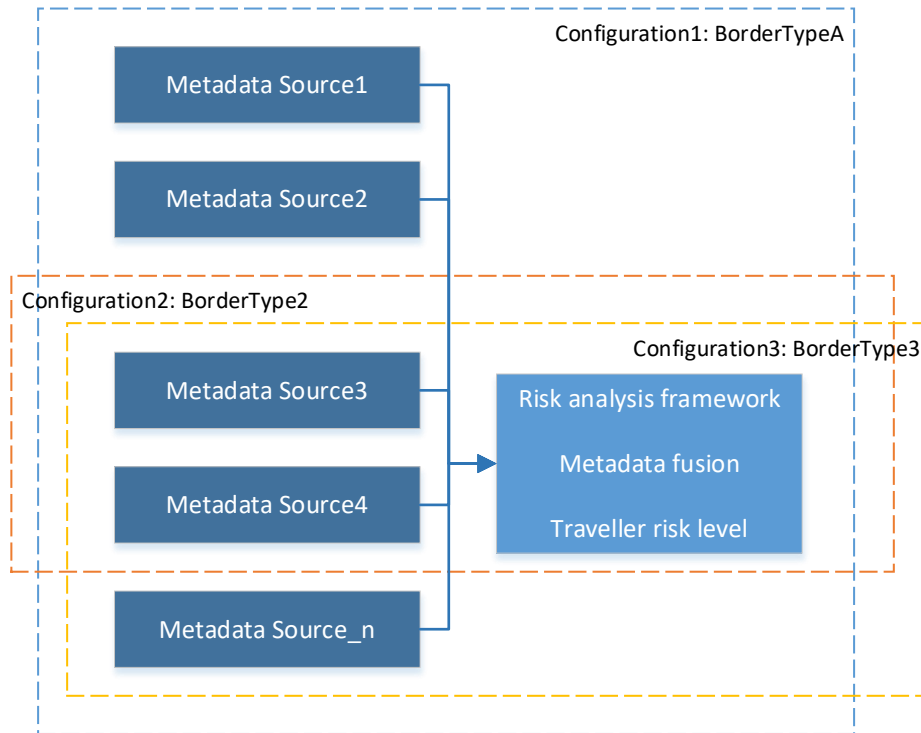 Configuration1: BorderTypeA
Metadata Source1
Metadata Source2
Configuration2: BorderType2
Configuration3: BorderType3
Metadata Source3
Risk analysis framework
Metadata fusion
Metadata Source4
Traveller risk level
Metadata Source_n